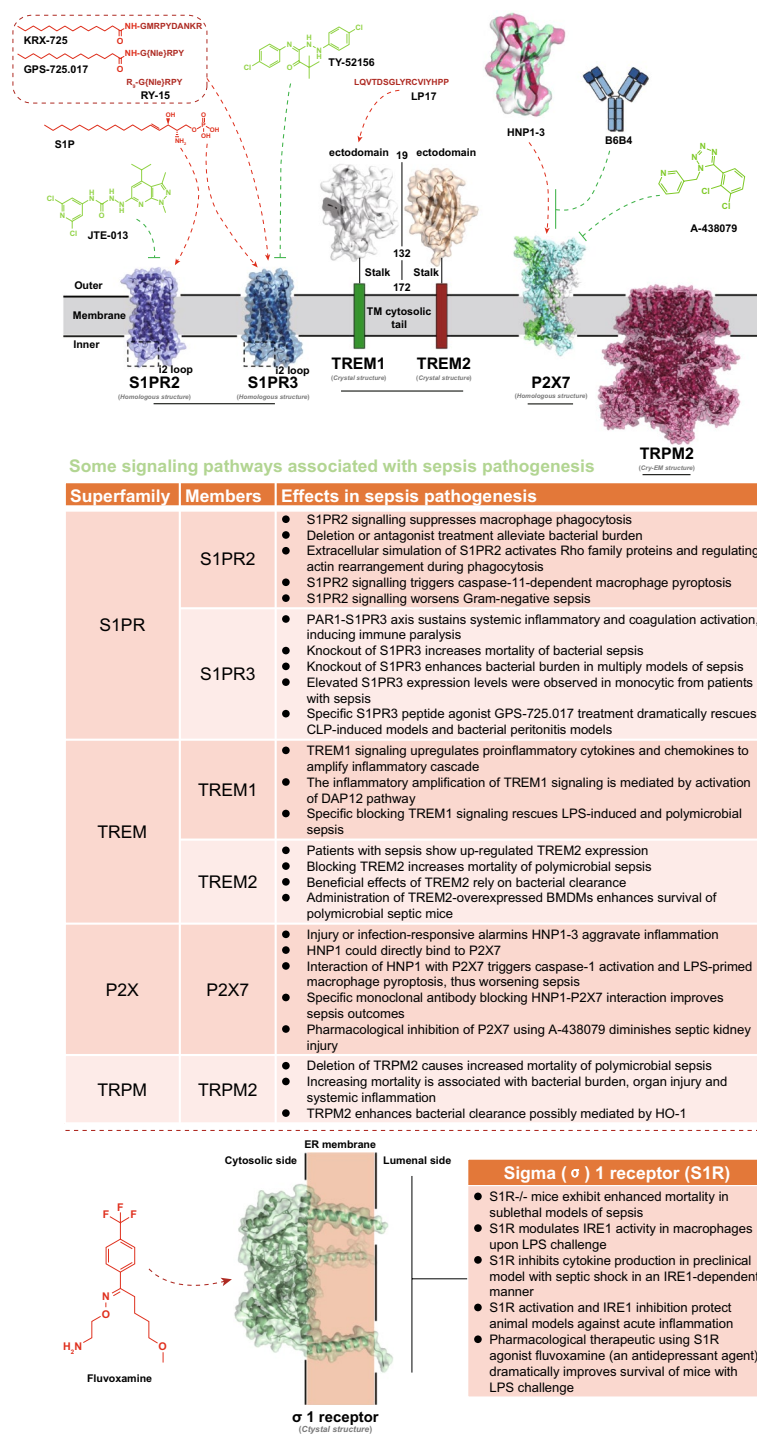 NH-GMRPYDANKR
O
KRX-725
NH-G{Nle}RPY
O
GPS-725.017
R9-G{Nle}RPY
RY-15
OH
O
O P OH
OH
NH2
S1P
Cl
N
N
H
N
H
N
O
Cl
TY-52156
LQVTDSGLYRCVIYHPP
LP17
HNP1-3
B6B4
N N
N N
N
Cl
Cl
A-438079
Cl
N
Cl
H
N
O
H
N
N
H
N
N
N
JTE-013
ectodomain
19
ectodomain
132
Stalk
Stalk
172
Outer
Membrane
Inner
TM cytosolic
tail
i2 loop
i2 loop
S1PR2
(Homologous structure)
S1PR3
(Homologous structure)
TREM1
(Crystal structure)
TREM2
(Crystal structure)
P2X7
(Homologous structure)
TRPM2
(Cry-EM structure)
Some signaling pathways associated with sepsis pathogenesis
Superfamily Members Effects in sepsis pathogenesis
S1PR
S1PR2
● S1PR2 signalling suppresses macrophage phagocytosis
● Deletion or antagonist treatment alleviate bacterial burden
● Extracellular simulation of S1PR2 activates Rho family proteins and regulating
actin rearrangement during phagocytosis
● S1PR2 signalling triggers caspase-11-dependent macrophage pyroptosis
● S1PR2 signalling worsens Gram-negative sepsis
S1PR3
● PAR1-S1PR3 axis sustains systemic inflammatory and coagulation activation,
inducing immune paralysis
● Knockout of S1PR3 increases mortality of bacterial sepsis
● Knockout of S1PR3 enhances bacterial burden in multiply models of sepsis
● Elevated S1PR3 expression levels were observed in monocytic from patients
with sepsis
● Specific S1PR3 peptide agonist GPS-725.017 treatment dramatically rescues
CLP-induced models and bacterial peritonitis models
TREM
TREM1
● TREM1 signaling upregulates proinflammatory cytokines and chemokines to
amplify inflammatory cascade
● The inflammatory amplification of TREM1 signaling is mediated by activation
of DAP12 pathway
● Specific blocking TREM1 signaling rescues LPS-induced and polymicrobial
sepsis
TREM2
● Patients with sepsis show up-regulated TREM2 expression
● Blocking TREM2 increases mortality of polymicrobial sepsis
● Beneficial effects of TREM2 rely on bacterial clearance
● Administration of TREM2-overexpressed BMDMs enhances survival of
polymicrobial septic mice
P2X
P2X7
● Injury or infection-responsive alarmins HNP1-3 aggravate inflammation
● HNP1 could directly bind to P2X7
● Interaction of HNP1 with P2X7 triggers caspase-1 activation and LPS-primed
macrophage pyroptosis, thus worsening sepsis
● Specific monoclonal antibody blocking HNP1-P2X7 interaction improves
sepsis outcomes
● Pharmacological inhibition of P2X7 using A-438079 diminishes septic kidney
injury
TRPM
TRPM2
● Deletion of TRPM2 causes increased mortality of polymicrobial sepsis
● Increasing mortality is associated with bacterial burden, organ injury and
systemic inflammation
● TRPM2 enhances bacterial clearance possibly mediated by HO-1
ER membrane
Cytosolic side
Lumenal side
F
F F
N
O
H2N
O
Fluvoxamine
σ 1 receptor
(Ctystal structure)
Sigma ( σ ) 1 receptor (S1R)
● S1R-/- mice exhibit enhanced mortality in
sublethal models of sepsis
● S1R modulates IRE1 activity in macrophages
upon LPS challenge
● S1R inhibits cytokine production in preclinical
model with septic shock in an IRE1-dependent
manner
● S1R activation and IRE1 inhibition protect
animal models against acute inflammation
● Pharmacological therapeutic using S1R
agonist fluvoxamine (an antidepressant agent)
dramatically improves survival of mice with
LPS challenge